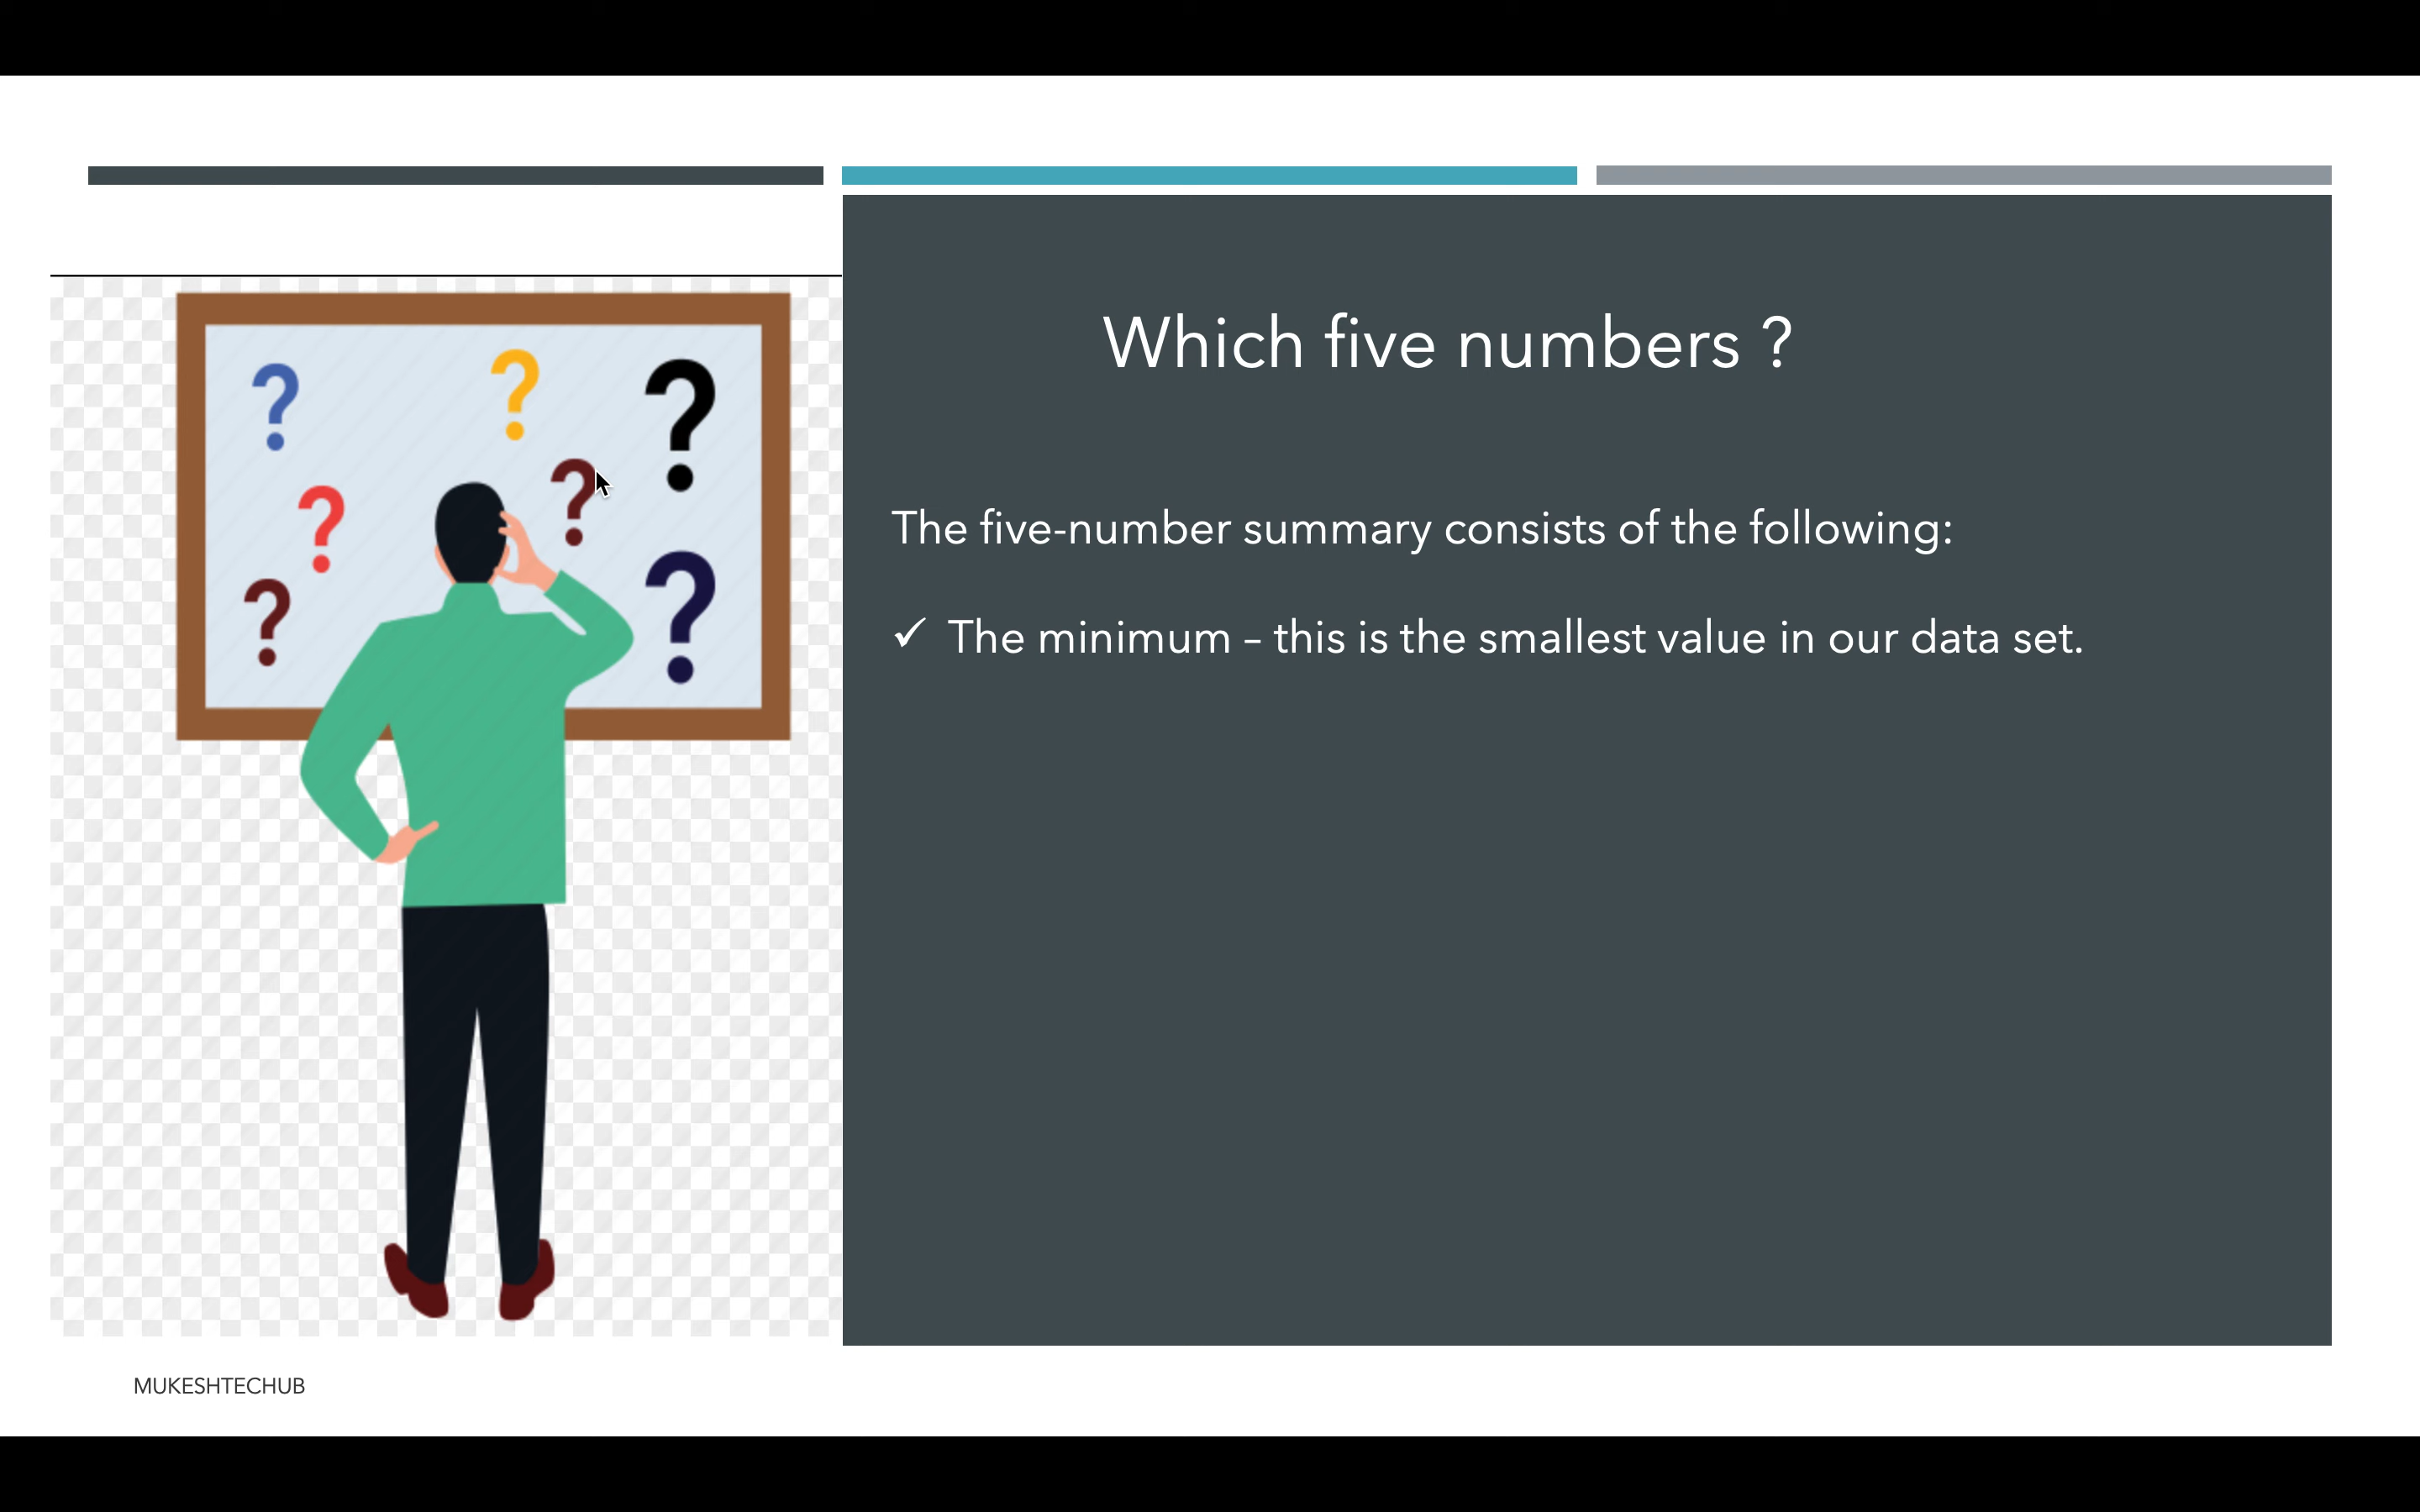 Which five numbers ?
? ? ?
? ?
? ?
The five-number summary consists of the following:
✓ The minimum – this is the smallest value in our data set.
MUKESHTECHUB